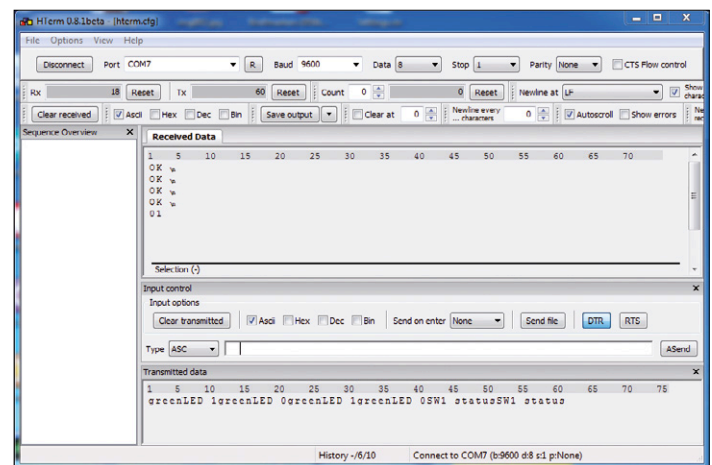 HTerm 0.8.1beta - [hterm.cfg]
File Options View Help
Disconnect Port COM7 R Baud 9600 Data 8 Stop 1 Parity None CTS Flow control
Rx 18 Reset Tx 60 Reset Count 0 0 Reset Newline at LF Show
Clear received Ascii Hex Dec Bin Save output Clear at 0 Newline every ... characters 0 Autoscroll Show errors
Sequence Overview X Received Data
1 5 10 15 20 25 30 35 40 45 50 55 60 65 70
OK \n
OK \n
OK \n
OK \n
01
Selection (-)
Input control x
Input options
Clear transmitted Ascii Hex Dec Bin Send on enter None Send file DTR RTS
Type ASC ASend
Transmitted data x
1 5 10 15 20 25 30 35 40 45 50 55 60 65 70 75
greenLED 1greenLED 0greenLED 1greenLED 0SW1 statusSW1 status
History -/6/10 Connect to COM7 (b:9600 d:8 s:1 p:None)